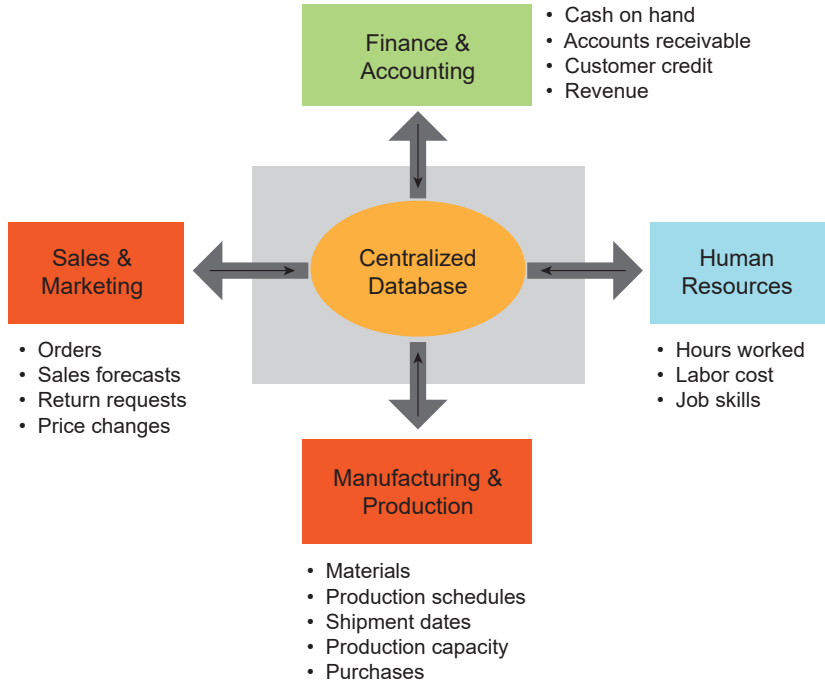 Finance &
Accounting
• Cash on hand
• Accounts receivable
• Customer credit
• Revenue
Sales &
Marketing
• Orders
• Sales forecasts
• Return requests
• Price changes
Centralized
Database
Human
Resources
• Hours worked
• Labor cost
• Job skills
Manufacturing &
Production
• Materials
• Production schedules
• Shipment dates
• Production capacity
• Purchases